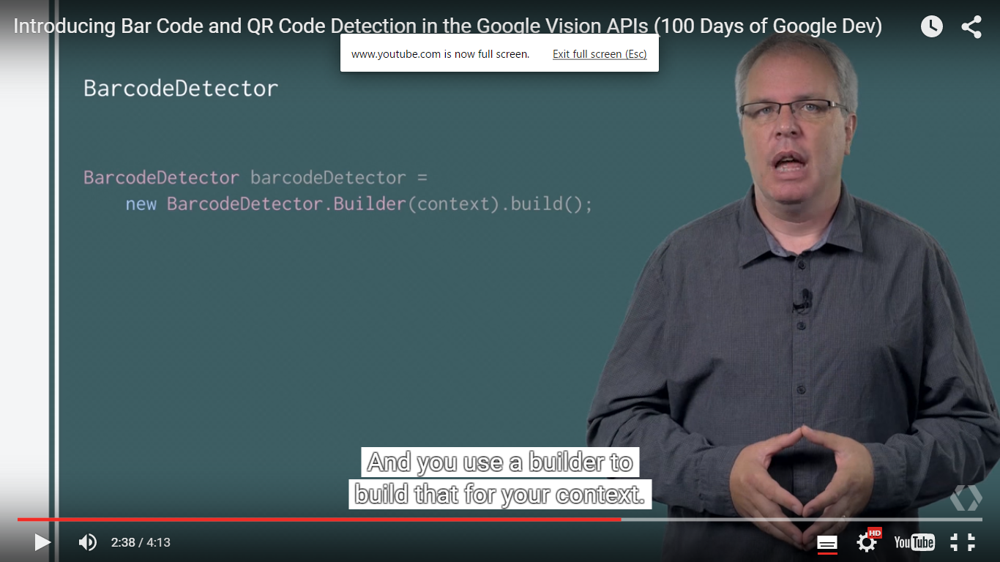 Introducing Bar Code and QR Code Detection in the Google Vision APIs (100 Days of Google Dev)
www.youtube.com is now full screen. Exit full screen (Esc)
BarcodeDetector
BarcodeDetector barcodeDetector =
new BarcodeDetector.Builder(context).build();
And you use a builder to
build that for your context.
2:38 / 4:13
HD
YouTube